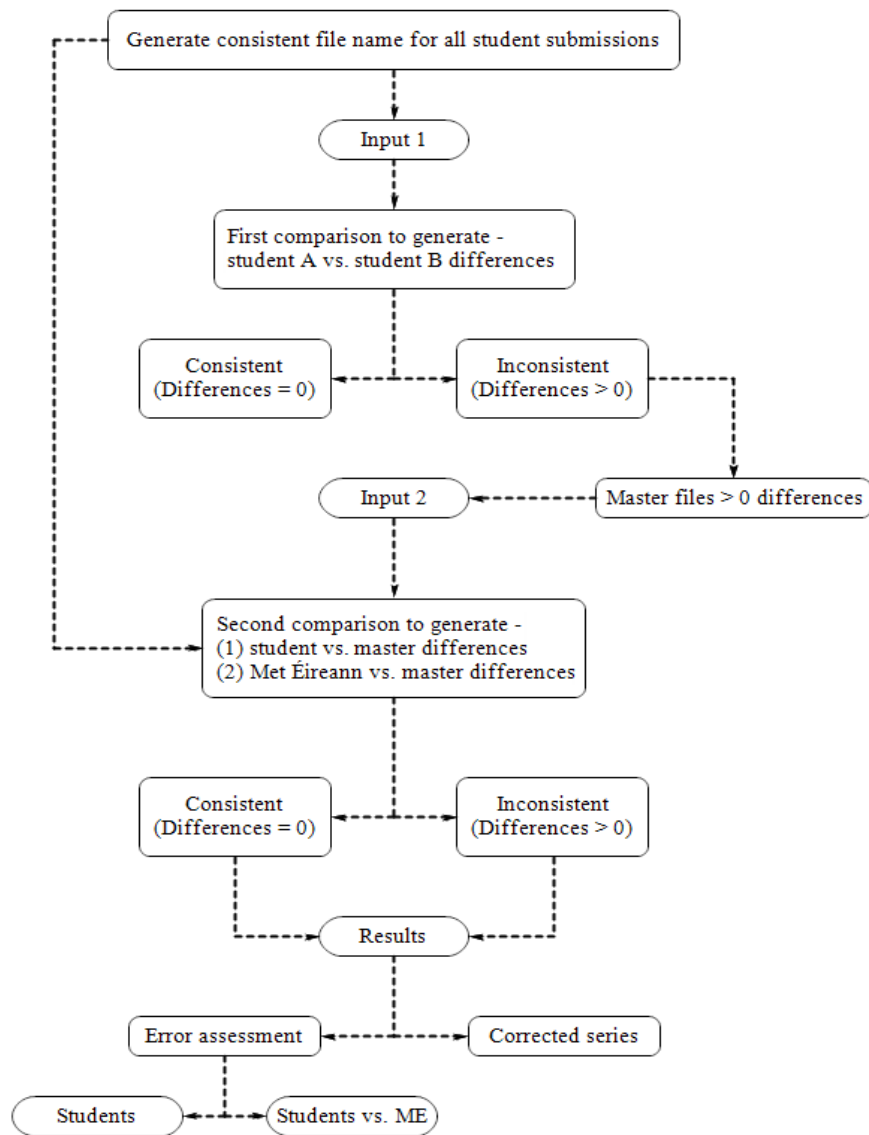 Generate consistent file name for all student submissions
Input 1
First comparison to generate -
student A vs. student B differences
Consistent
(Differences = 0)
Inconsistent
(Differences > 0)
Input 2
Master files > 0 differences
Second comparison to generate -
(1) student vs. master differences
(2) Met Éireann vs. master differences
Consistent
(Differences = 0)
Inconsistent
(Differences > 0)
Results
Error assessment
Corrected series
Students
Students vs. ME